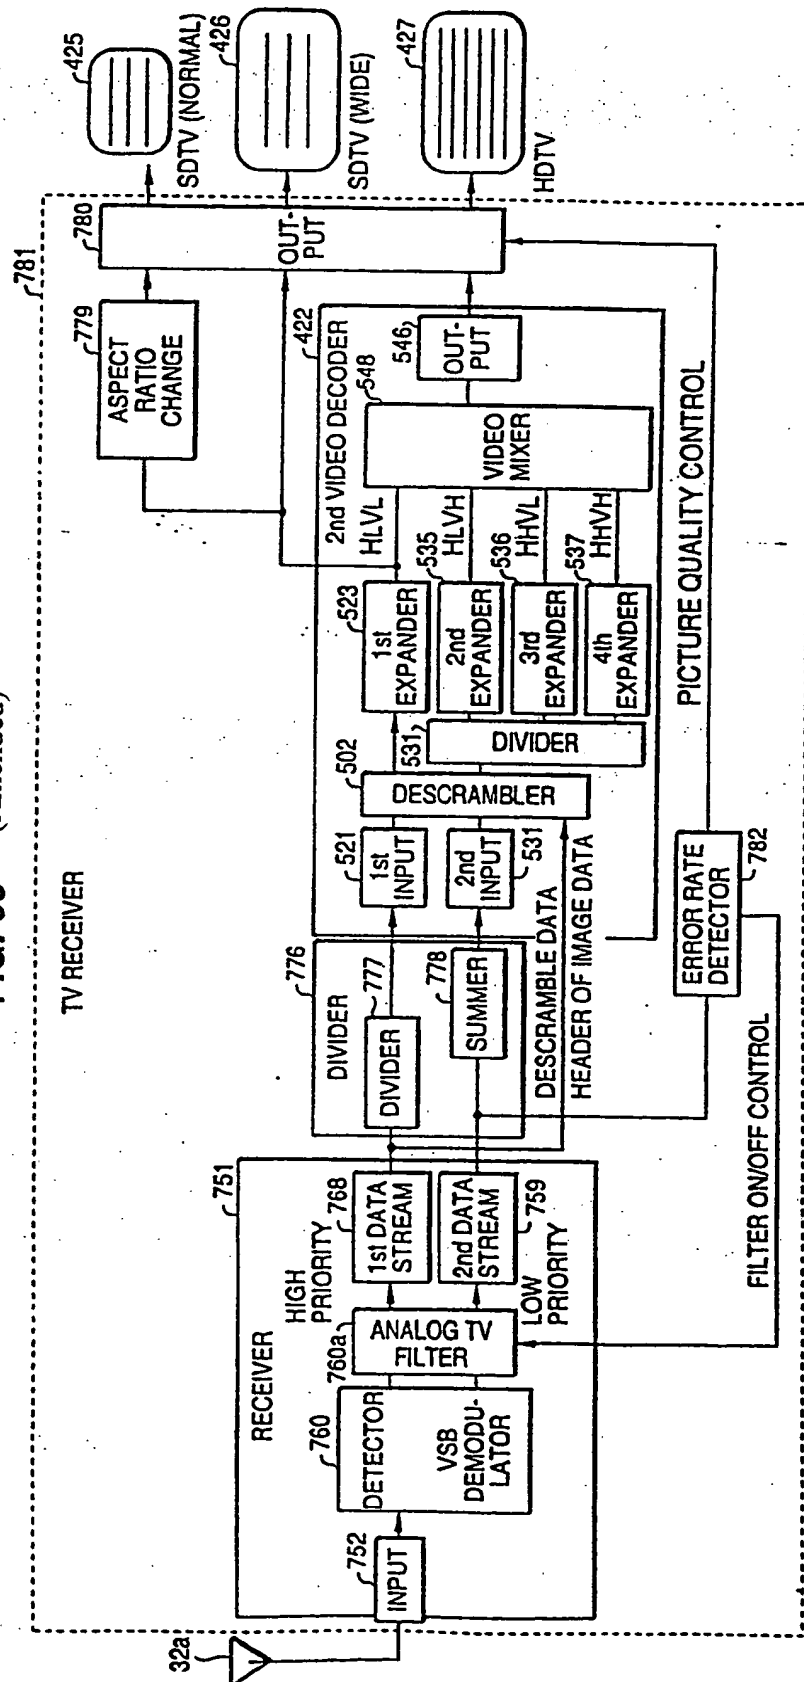 (Amended)
TV RECEIVER
781
32a
752
INPUT
751
RECEIVER
760
DETECTOR
VSB
DEMODU-
LATOR
760a
ANALOG TV
FILTER
HIGH
PRIORITY
768
1st DATA
STREAM
2nd DATA
STREAM
759
LOW
PRIORITY
776
DIVIDER
777
DIVIDER
778
SUMMER
DESCRAMBLE DATA
HEADER OF IMAGE DATA
FILTER ON/OFF CONTROL
422
2nd VIDEO DECODER
521
1st
INPUT
2nd
INPUT
531
502
DESCRAMBLER
531
DIVIDER
523
1st
EXPANDER
535
2nd
EXPANDER
536
3rd
EXPANDER
537
4th
EXPANDER
HLVL
HLVH
HHVL
HHVH
548
VIDEO
MIXER
546
OUT-
PUT
ERROR RATE
DETECTOR
782
PICTURE QUALITY CONTROL
779
ASPECT
RATIO
CHANGE
780
OUT-
PUT
425
SDTV (NORMAL)
426
SDTV (WIDE)
427
HDTV